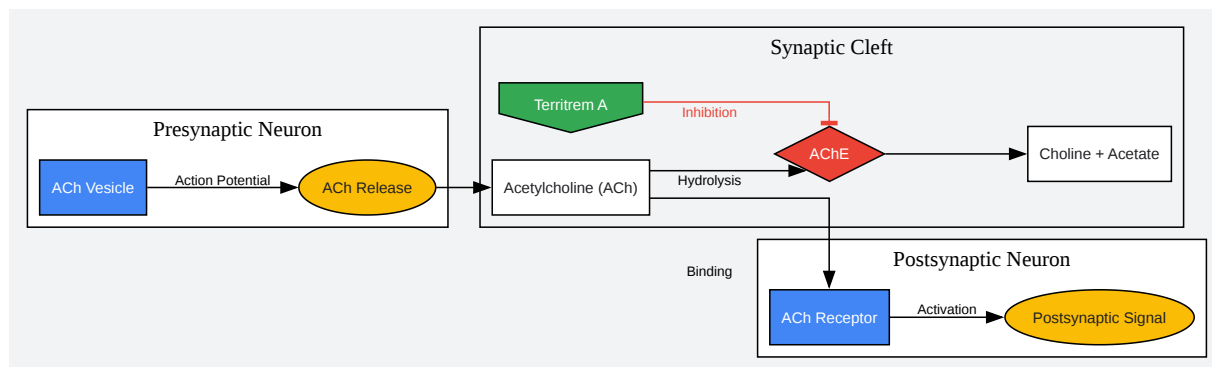 Synaptic Cleft
Territrem A
Inhibition
Presynaptic Neuron
AChE
Choline + Acetate
ACh Vesicle
Action Potential
ACh Release
Acetylcholine (ACh)
Hydrolysis
Postsynaptic Neuron
Binding
ACh Receptor
Activation
Postsynaptic Signal